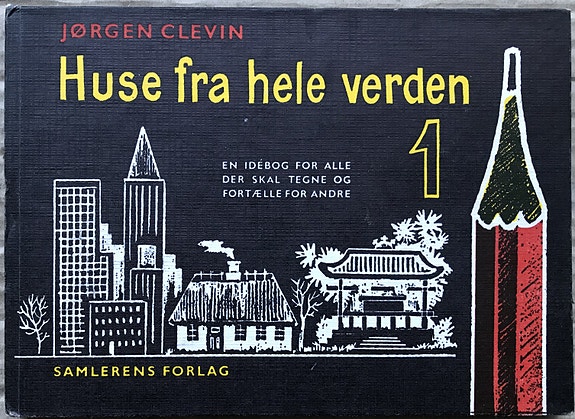 JØRGEN CLEVIN
Huse fra hele verden
1
EN IDÉBOG FOR ALLE
DER SKAL TEGNE OG
FORTÆLLE FOR ANDRE
SAMLERENS FORLAG